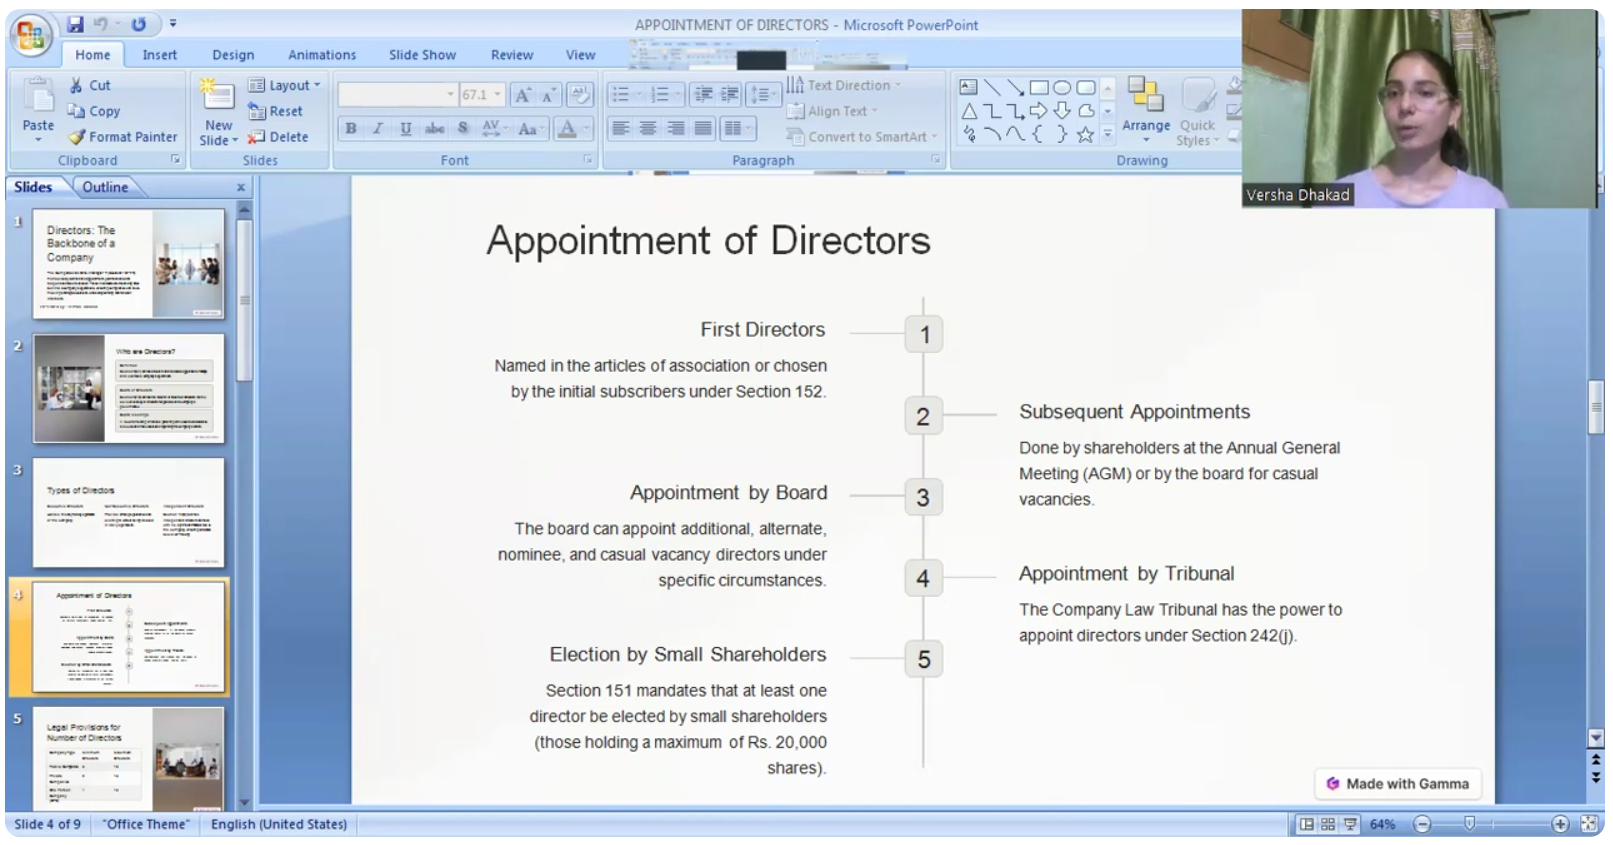 APPOINTMENT OF DIRECTORS - Microsoft PowerPoint
Home Insert Design Animations Slide Show Review View
Paste
Cut
Copy
Format Painter
Clipboard
New
Slide
Layout
Reset
Delete
Slides
67.1
B I U abc S AV Aa A
Font
Text Direction
Align Text
Convert to SmartArt
Paragraph
Arrange
Quick
Styles
Drawing
Versha Dhakad
Slides Outline x
1
Directors: The
Backbone of a
Company
2
Who are Directors?
3
Types of Directors
4
Appointment of Directors
5
Legal Provisions for
Number of Directors
Appointment of Directors
First Directors
1
Named in the articles of association or chosen
by the initial subscribers under Section 152.
2
Subsequent Appointments
Done by shareholders at the Annual General
Meeting (AGM) or by the board for casual
vacancies.
Appointment by Board
3
The board can appoint additional, alternate,
nominee, and casual vacancy directors under
specific circumstances.
4
Appointment by Tribunal
The Company Law Tribunal has the power to
appoint directors under Section 242(j).
Election by Small Shareholders
5
Section 151 mandates that at least one
director be elected by small shareholders
(those holding a maximum of Rs. 20,000
shares).
Made with Gamma
Slide 4 of 9 "Office Theme" English (United States) 64%